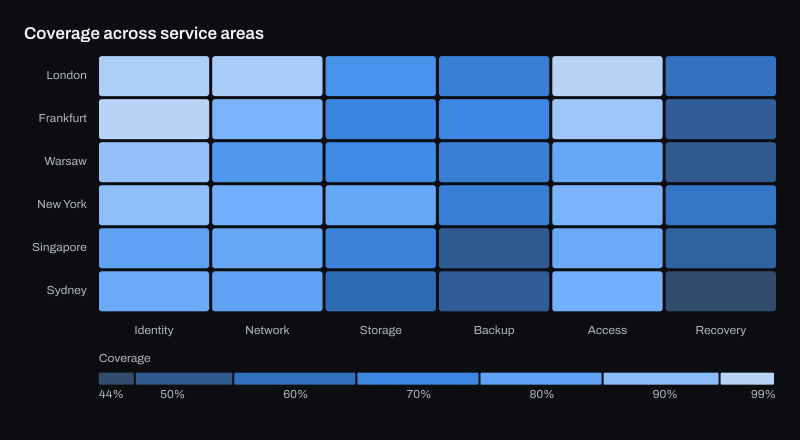 Coverage across service areas
London
Frankfurt
Warsaw
New York
Singapore
Sydney
Identity Network Storage Backup Access Recovery
Coverage
44% 50% 60% 70% 80% 90% 99%